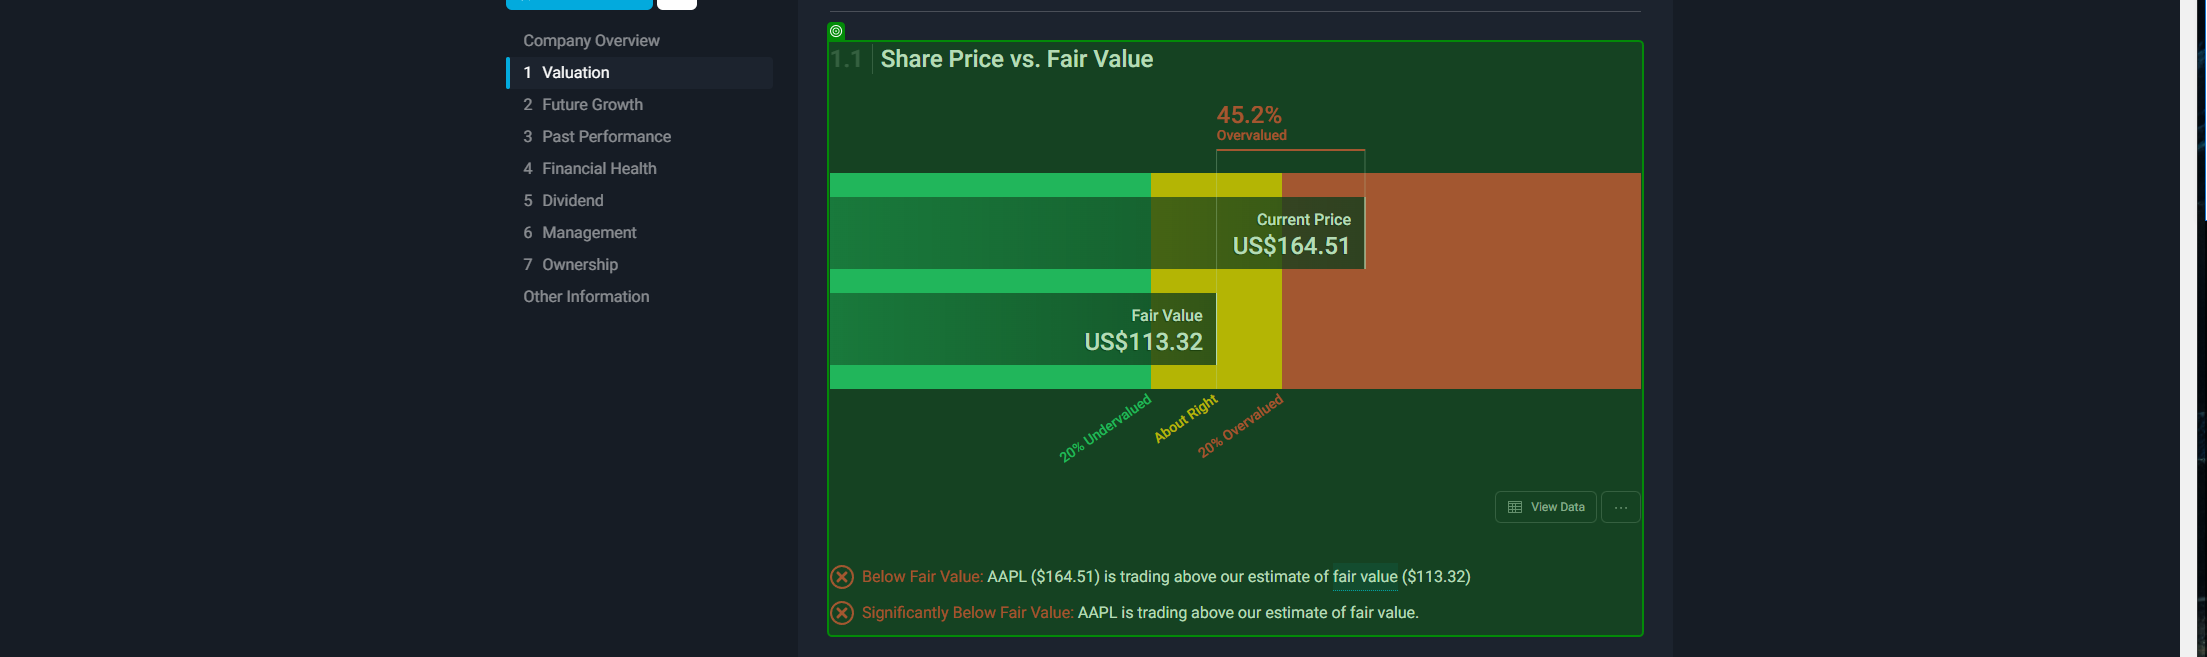 Company Overview
1 Valuation
2 Future Growth
3 Past Performance
4 Financial Health
5 Dividend
6 Management
7 Ownership
Other Information
1.1 Share Price vs. Fair Value
45.2%
Overvalued
Current Price
US$164.51
Fair Value
US$113.32
20% Undervalued
About Right
20% Overvalued
View Data
...
Below Fair Value: AAPL ($164.51) is trading above our estimate of fair value ($113.32)
Significantly Below Fair Value: AAPL is trading above our estimate of fair value.